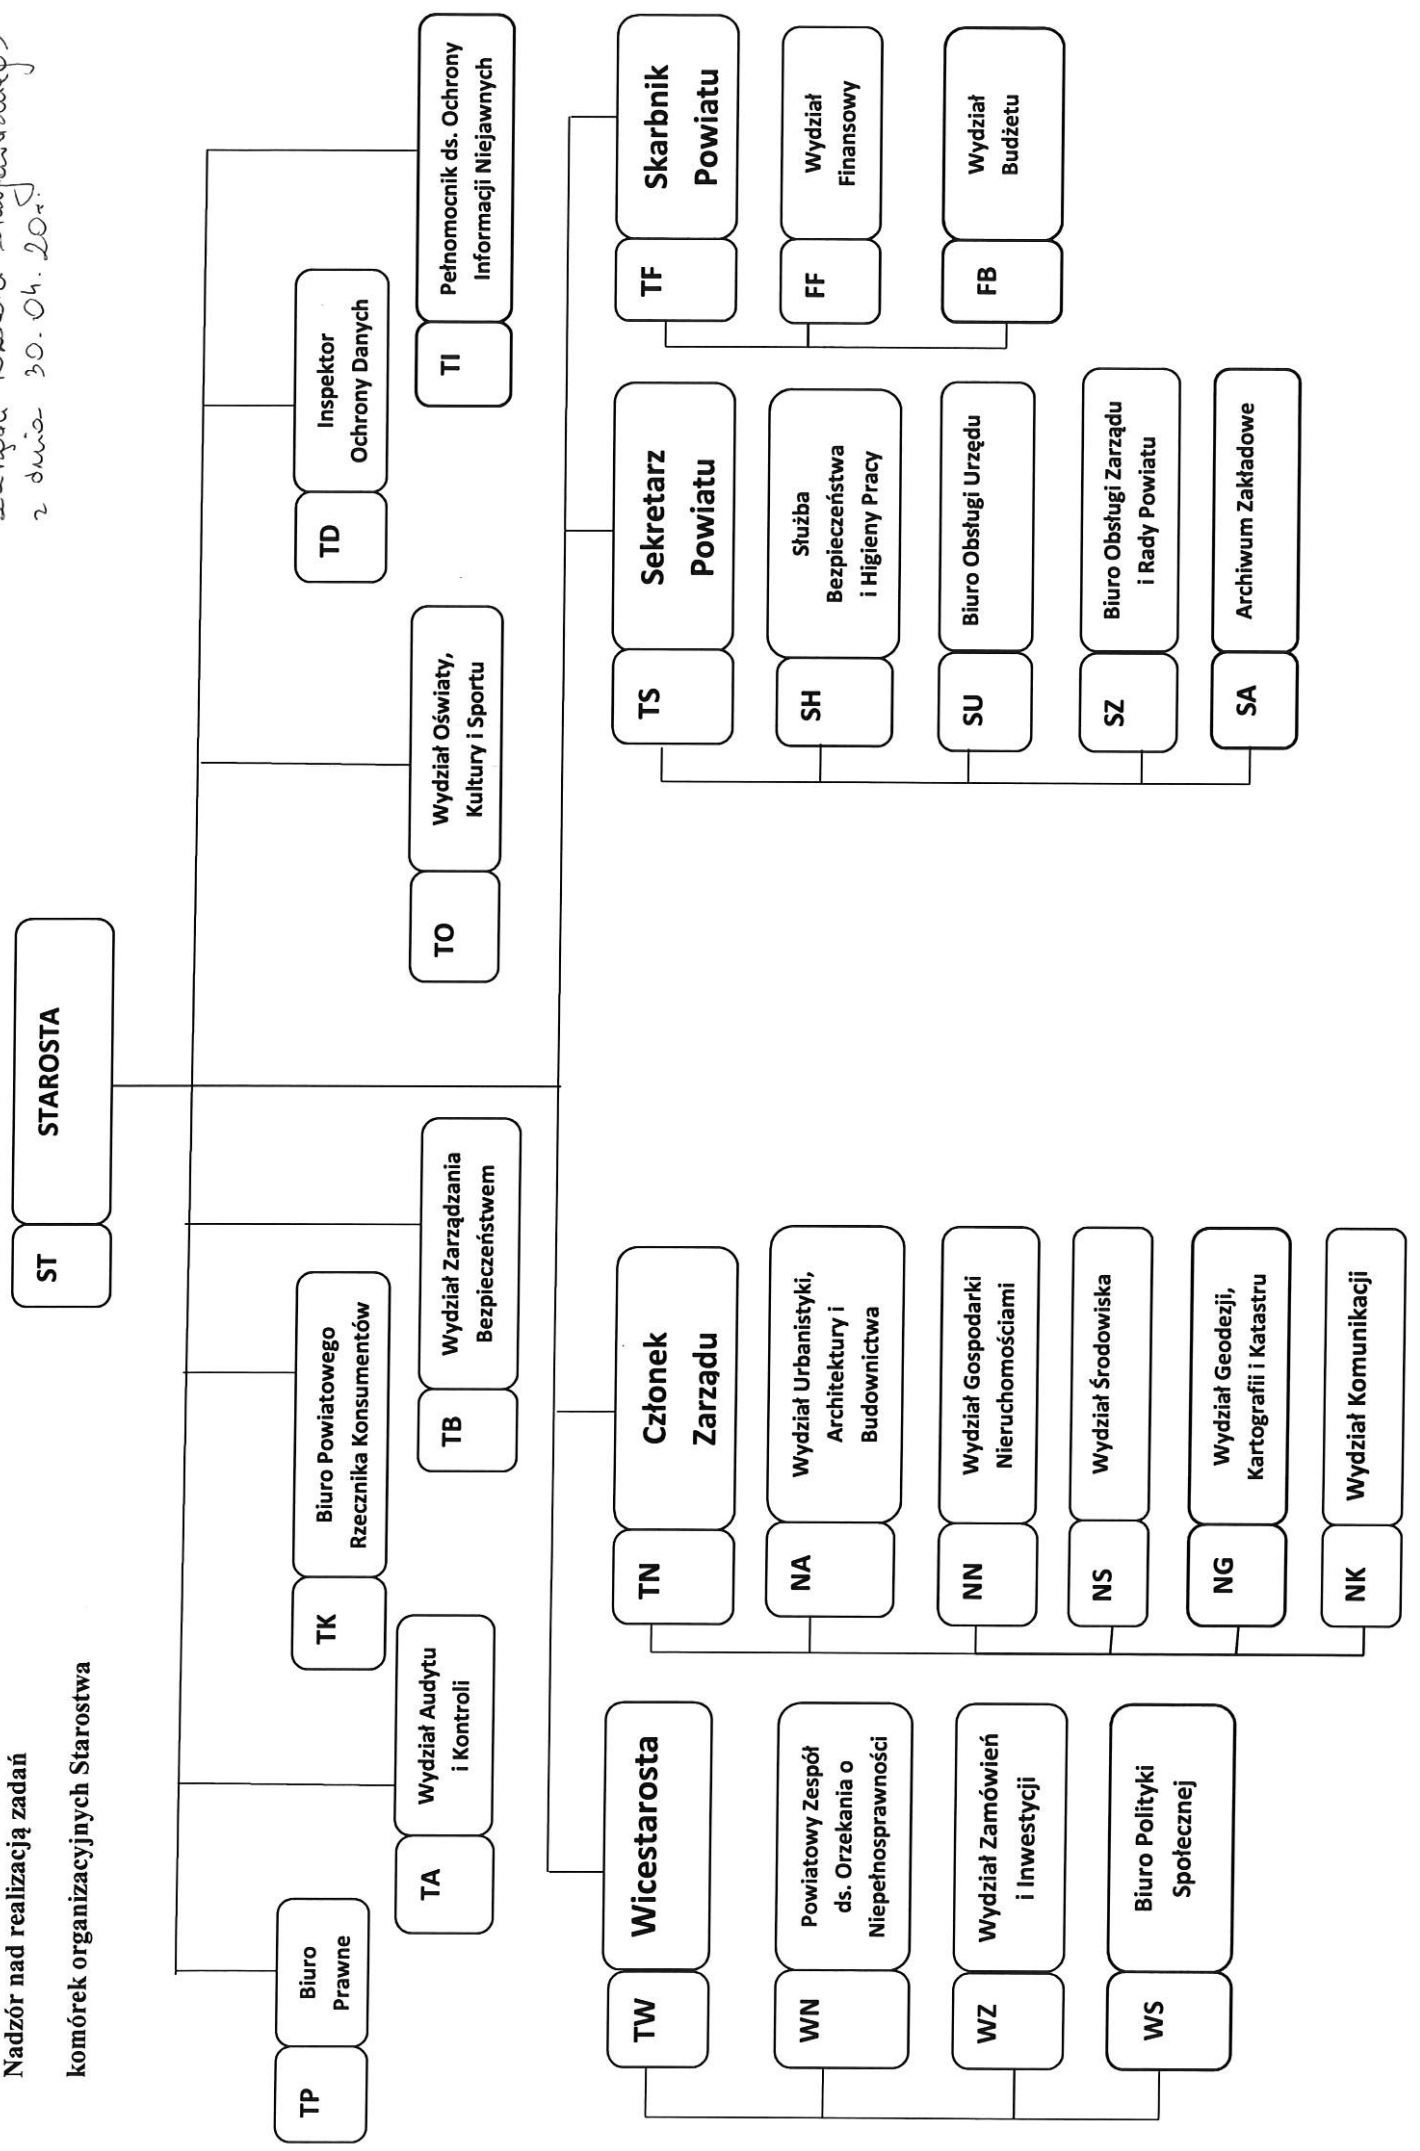 z dnia 30.04.20
Nadzór nad realizacją zadań
komórek organizacyjnych Starostwa
ST
STAROSTA
TP
Biuro
Prawne
TA
Wydział Audytu
i Kontroli
TK
Biuro Powiatowego
Rzecznika Konsumentów
TB
Wydział Zarządzania
Bezpieczeństwem
TO
Wydział Oświaty,
Kultury i Sportu
TD
Inspektor
Ochrony Danych
TI
Pełnomocnik ds. Ochrony
Informacji Niejawnych
TW
Wicestarosta
WN
Powiatowy Zespół
ds. Orzekania o
Niepełnosprawności
WZ
Wydział Zamówień
i Inwestycji
WS
Biuro Polityki
Społecznej
TN
Członek
Zarządu
NA
Wydział Urbanistyki,
Architektury i
Budownictwa
NN
Wydział Gospodarki
Nieruchomościami
NS
Wydział Środowiska
NG
Wydział Geodezji,
Kartografii i Katastru
NK
Wydział Komunikacji
TS
Sekretarz
Powiatu
SH
Służba
Bezpieczeństwa
i Higieny Pracy
SU
Biuro Obsługi Urzędu
SZ
Biuro Obsługi Zarządu
i Rady Powiatu
SA
Archiwum Zakładowe
TF
Skarbnik
Powiatu
FF
Wydział
Finansowy
FB
Wydział
Budżetu